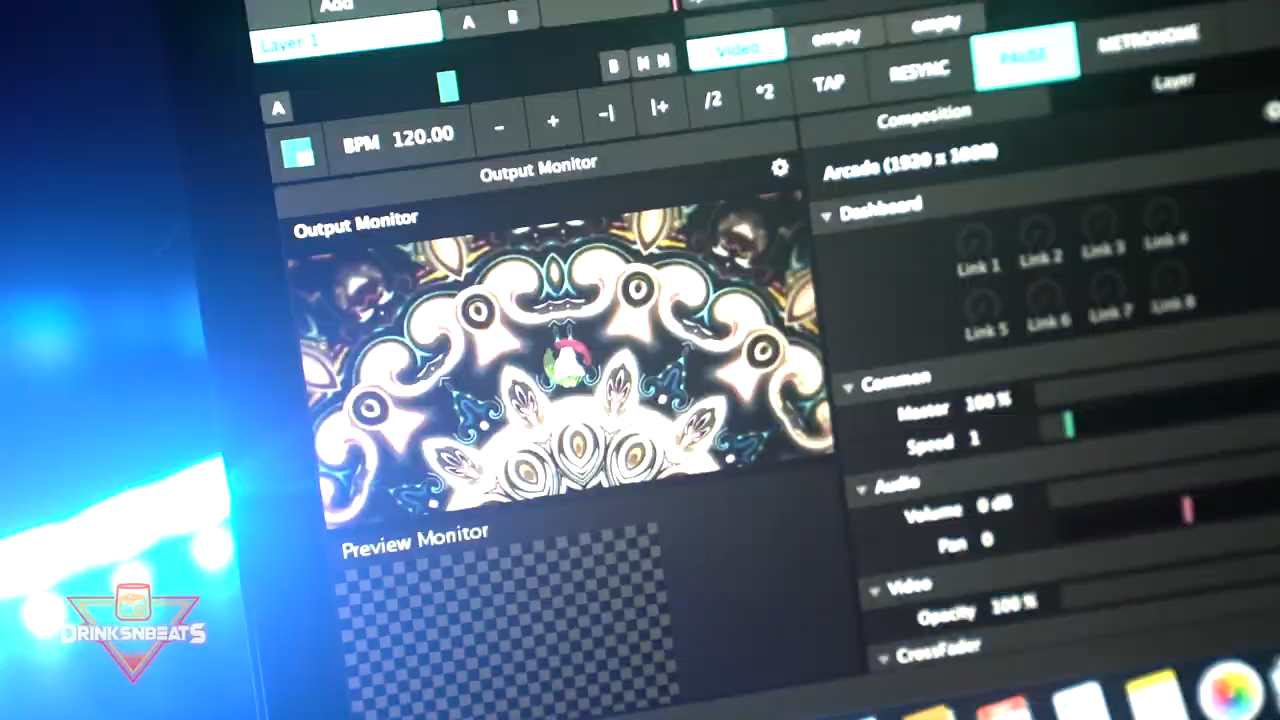 Add
Layer 1
A B
B
A
Video empty empty
BPM 120.00 - + -| |+ /2 *2 TAP RESYNC PAUSE METRONOME
Output Monitor
Output Monitor
Preview Monitor
Composition Layer
Arcade (1920 x 1080)
Dashboard
Link 1 Link 2 Link 3 Link 4
Link 5 Link 6 Link 7 Link 8
Common
Master 100 %
Speed 1
Audio
Volume 0 dB
Pan 0
Video
Opacity 100 %
CrossFader
DRINKSNBEATS